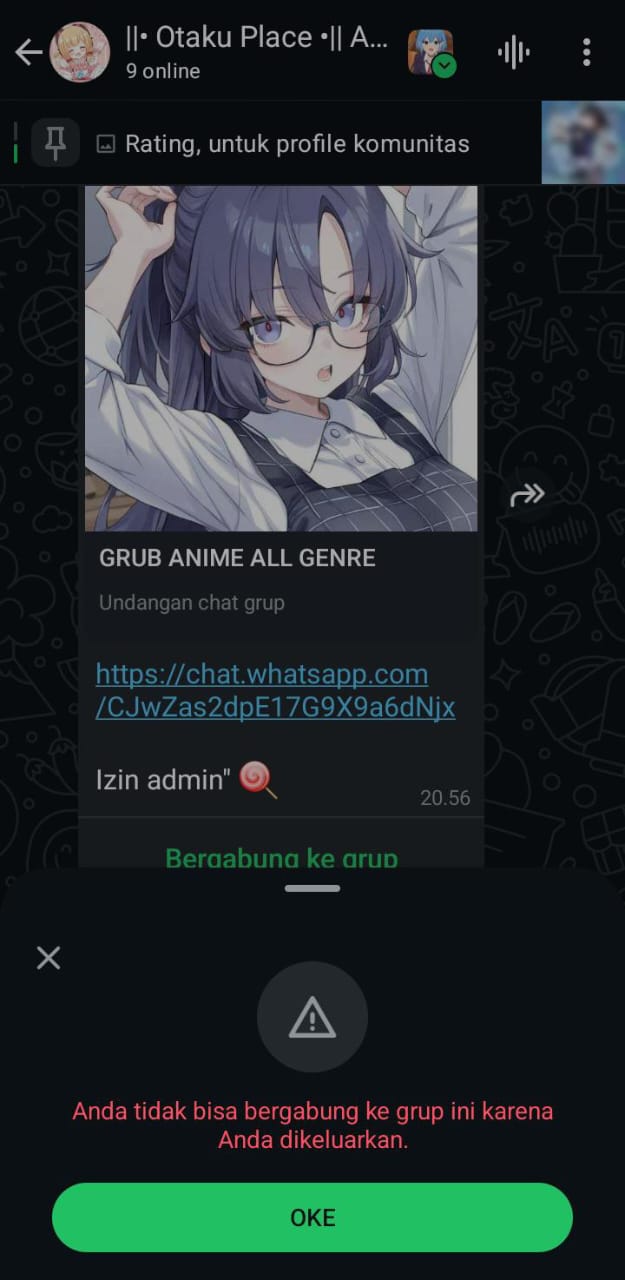 ||• Otaku Place •|| A...
9 online
Rating, untuk profile komunitas
GRUB ANIME ALL GENRE
Undangan chat grup
https://chat.whatsapp.com
/CJwZas2dpE17G9X9a6dNjx
Izin admin" 🍭
20.56
Bergabung ke grup
Anda tidak bisa bergabung ke grup ini karena
Anda dikeluarkan.
OKE